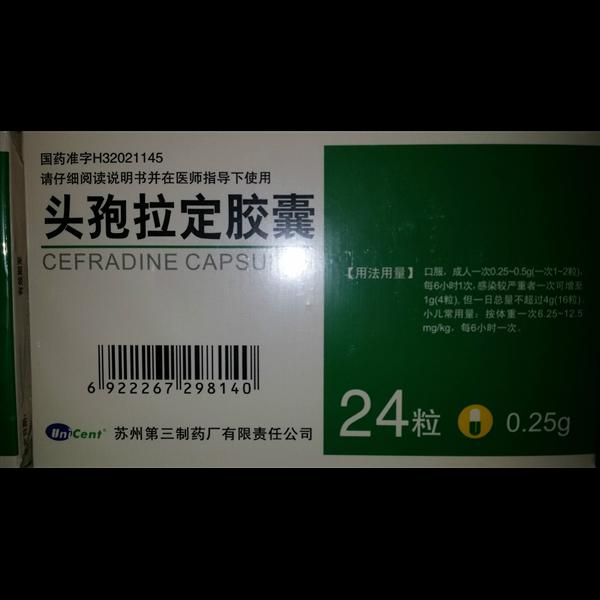 国药准字H32021145
请仔细阅读说明书并在医师指导下使用
头孢拉定胶囊
CEFRADINE CAPSU
【用法用量】 口服，成人一次0.25~0.5g(一次1~2粒),
每6小时1次,感染较严重者一次可增至
1g(4粒), 但一日总量不超过4g(16粒)
小儿常用量：按体重一次6.25~12.5
mg/kg，每6小时一次.
6 922267 298140
24粒 0.25g
UniCent 苏州第三制药厂有限责任公司